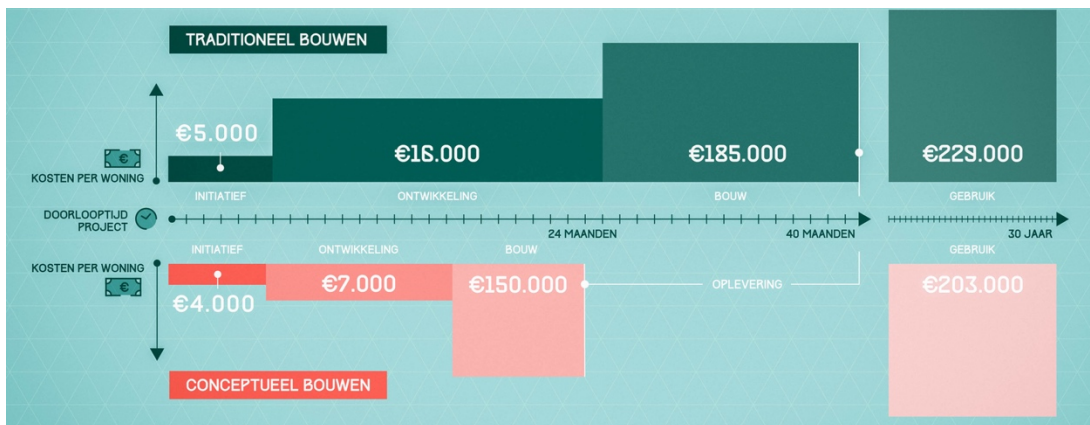 TRADITIONEEL BOUWEN
€5.000
€16.000
€185.000
€229.000
€
KOSTEN PER WONING
INITIATIEF
ONTWIKKELING
BOUW
GEBRUIK
DOORLOOPTIJD
PROJECT
24 MAANDEN
40 MAANDEN
30 JAAR
INITIATIEF
ONTWIKKELING
BOUW
GEBRUIK
KOSTEN PER WONING
€
€4.000
€7.000
€150.000
OPLEVERING
€203.000
CONCEPTUEEL BOUWEN